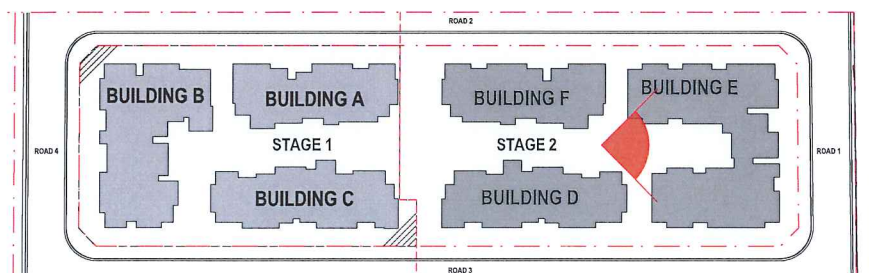 ROAD 2
BUILDING B
BUILDING A
BUILDING F
BUILDING E
ROAD 4
STAGE 1
STAGE 2
ROAD 1
BUILDING C
BUILDING D
ROAD 3